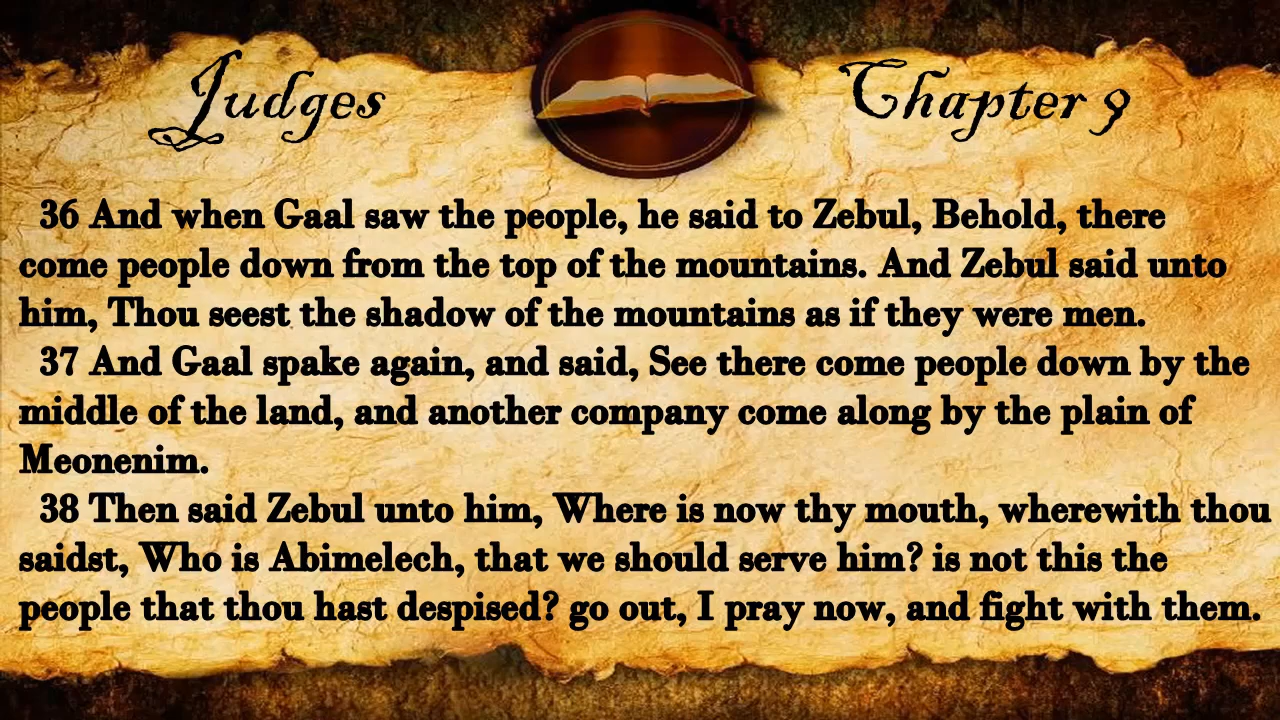 Judges
Chapter 9
36 And when Gaal saw the people, he said to Zebul, Behold, there
come people down from the top of the mountains. And Zebul said unto
him, Thou seest the shadow of the mountains as if they were men.
37 And Gaal spake again, and said, See there come people down by the
middle of the land, and another company come along by the plain of
Meonenim.
38 Then said Zebul unto him, Where is now thy mouth, wherewith thou
saidst, Who is Abimelech, that we should serve him? is not this the
people that thou hast despised? go out, I pray now, and fight with them.